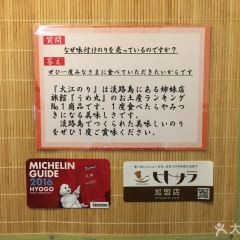 質問
なぜ味付けのりを売っているのですか？
答え
ぜひ一度みなさまに食べていただきたいからです
『大江のり』は淡路島にある姉妹店
旅館『うめ丸』のお土産ランキング
No.1商品です。1度食べたらやみつ
きになる美味しさです。
淡路島でつくられた美味しいのり
をぜひ1度ご賞味ください。
MICHELIN
GUIDE
2016
HYOGO
ヒトサラ
加盟店